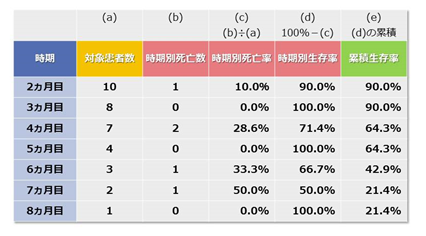 (a) (b) (c) (d) (e)
(b)÷(a) 100%－(c) (d)の累積
時期 対象患者数 時期別死亡数 時期別死亡率 時期別生存率 累積生存率
2カ月目 10 1 10.0% 90.0% 90.0%
3カ月目 8 0 0.0% 100.0% 90.0%
4カ月目 7 2 28.6% 71.4% 64.3%
5カ月目 4 0 0.0% 100.0% 64.3%
6カ月目 3 1 33.3% 66.7% 42.9%
7カ月目 2 1 50.0% 50.0% 21.4%
8カ月目 1 0 0.0% 100.0% 21.4%